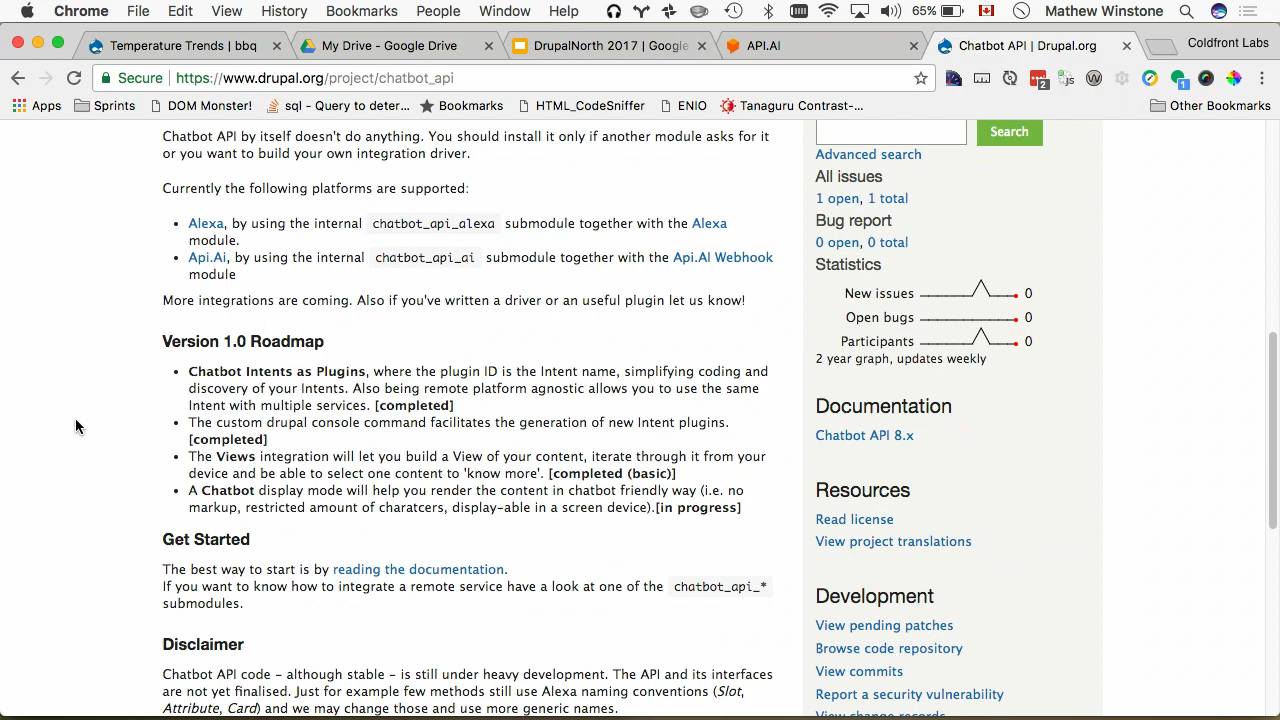 Chrome File Edit View History Bookmarks People Window Help 65% Mathew Winstone
Temperature Trends | bbq My Drive - Google Drive DrupalNorth 2017 | Google API.AI Chatbot API | Drupal.org Coldfront Labs
Secure https://www.drupal.org/project/chatbot_api
Apps Sprints DOM Monster! sql - Query to deter... Bookmarks HTML_CodeSniffer ENIO Tanaguru Contrast-... Other Bookmarks
Chatbot API by itself doesn't do anything. You should install it only if another module asks for it
or you want to build your own integration driver.
Currently the following platforms are supported:
• Alexa, by using the internal chatbot_api_alexa submodule together with the Alexa
module.
• Api.Ai, by using the internal chatbot_api_ai submodule together with the Api.AI Webhook
module
More integrations are coming. Also if you've written a driver or an useful plugin let us know!
Version 1.0 Roadmap
• Chatbot Intents as Plugins, where the plugin ID is the Intent name, simplifying coding and
discovery of your Intents. Also being remote platform agnostic allows you to use the same
Intent with multiple services. [completed]
• The custom drupal console command facilitates the generation of new Intent plugins.
[completed]
• The Views integration will let you build a View of your content, iterate through it from your
device and be able to select one content to 'know more'. [completed (basic)]
• A Chatbot display mode will help you render the content in chatbot friendly way (i.e. no
markup, restricted amount of charatcers, display-able in a screen device).[in progress]
Get Started
The best way to start is by reading the documentation.
If you want to know how to integrate a remote service have a look at one of the chatbot_api_*
submodules.
Disclaimer
Chatbot API code - although stable - is still under heavy development. The API and its interfaces
are not yet finalised. Just for example few methods still use Alexa naming conventions (Slot,
Attribute, Card) and we may change those and use more generic names.
Search
Advanced search
All issues
1 open, 1 total
Bug report
0 open, 0 total
Statistics
New issues 0
Open bugs 0
Participants 0
2 year graph, updates weekly
Documentation
Chatbot API 8.x
Resources
Read license
View project translations
Development
View pending patches
Browse code repository
View commits
Report a security vulnerability
View change records